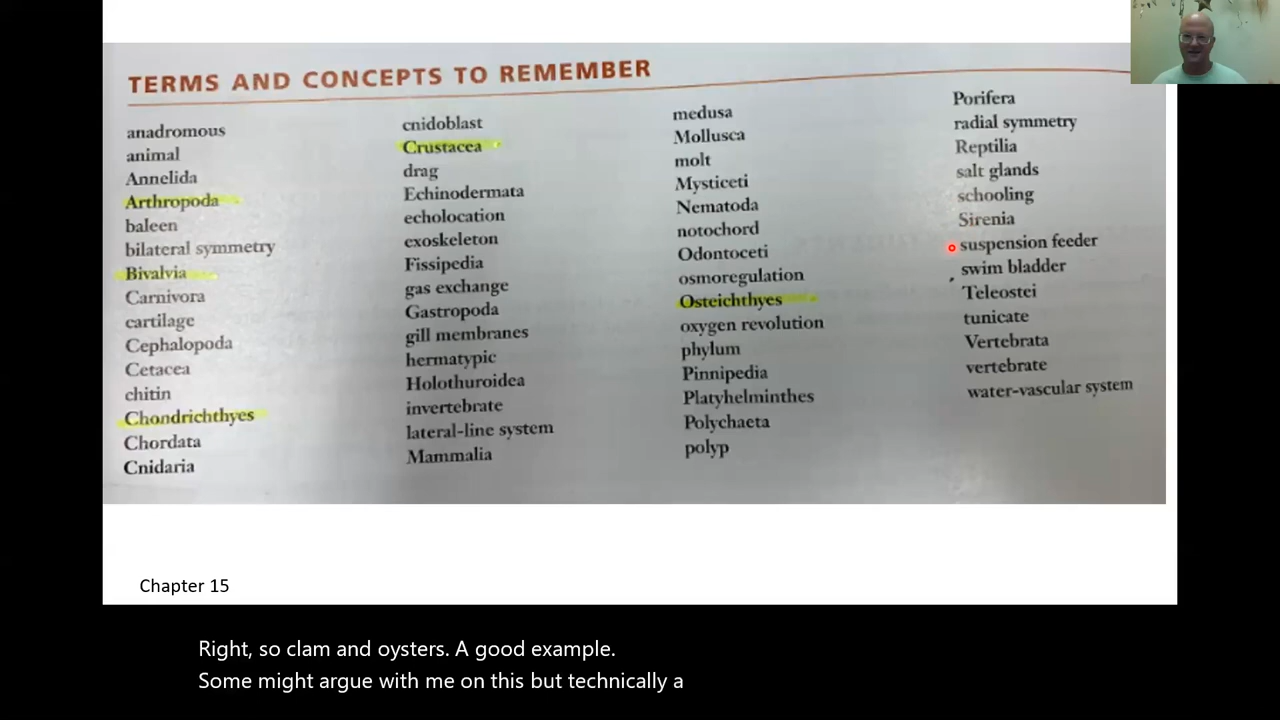 TERMS AND CONCEPTS TO REMEMBER
anadromous
animal
Annelida
Arthropoda
baleen
bilateral symmetry
Bivalvia
Carnivora
cartilage
Cephalopoda
Cetacea
chitin
Chondrichthyes
Chordata
Cnidaria
cnidoblast
Crustacea
drag
Echinodermata
echolocation
exoskeleton
Fissipedia
gas exchange
Gastropoda
gill membranes
hermatypic
Holothuroidea
invertebrate
lateral-line system
Mammalia
medusa
Mollusca
molt
Mysticeti
Nematoda
notochord
Odontoceti
osmoregulation
Osteichthyes
oxygen revolution
phylum
Pinnipedia
Platyhelminthes
Polychaeta
polyp
Porifera
radial symmetry
Reptilia
salt glands
schooling
Sirenia
suspension feeder
swim bladder
Teleostei
tunicate
Vertebrata
vertebrate
water-vascular system
Chapter 15
Right, so clam and oysters. A good example.
Some might argue with me on this but technically a